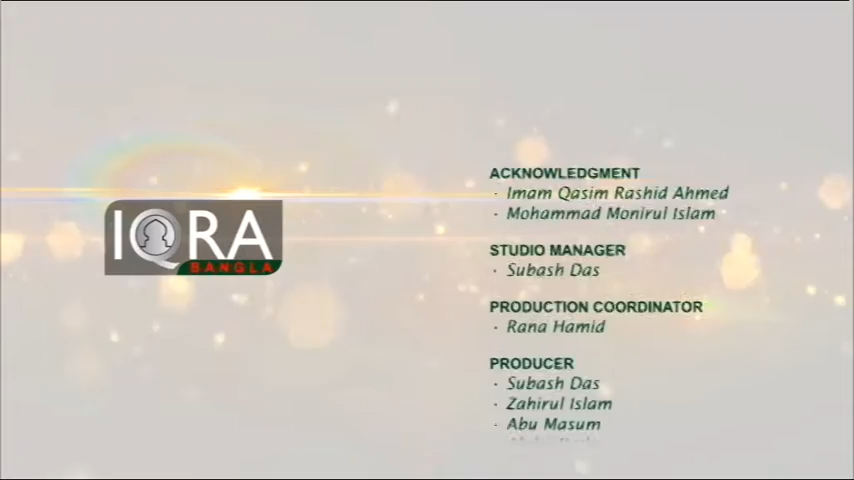 IQRA
BANGLA
ACKNOWLEDGMENT
· Imam Qasim Rashid Ahmed
· Mohammad Monirul Islam
STUDIO MANAGER
· Subash Das
PRODUCTION COORDINATOR
· Rana Hamid
PRODUCER
· Subash Das
· Zahirul Islam
· Abu Masum